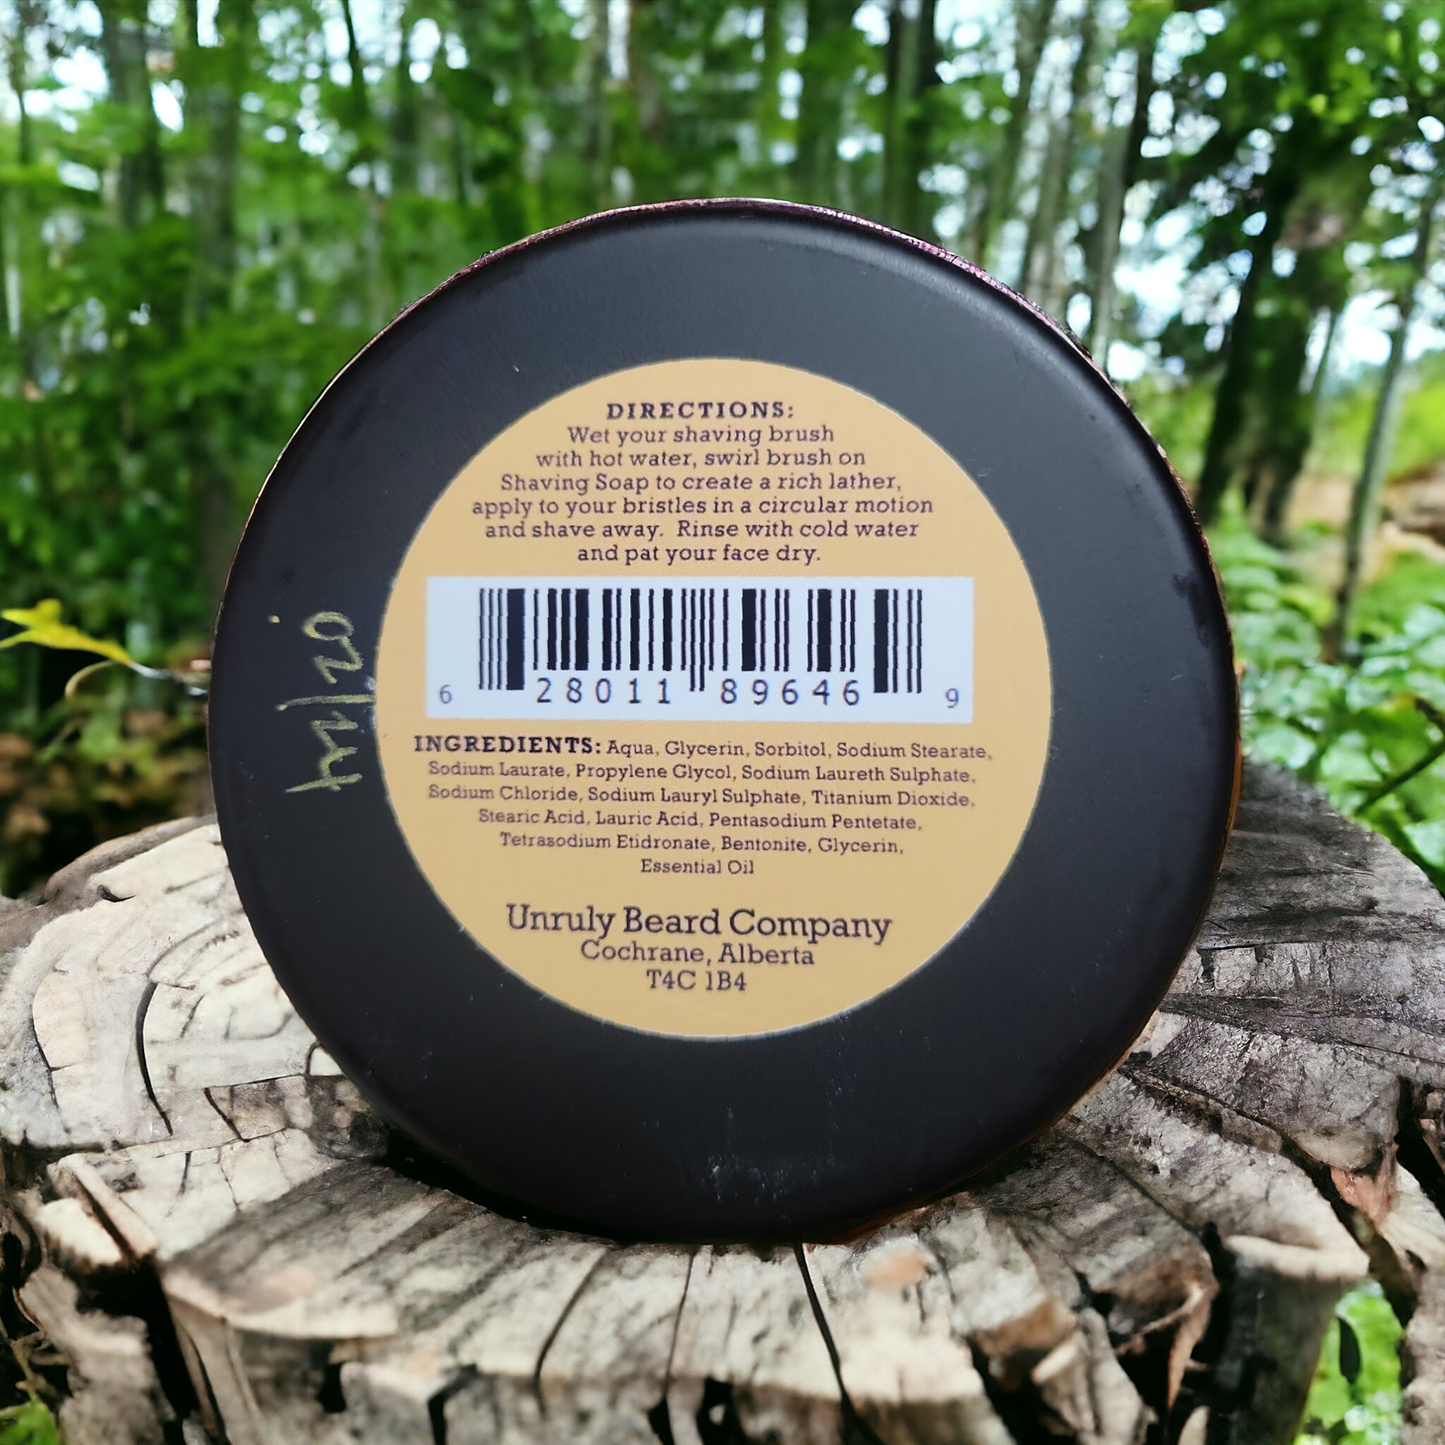 DIRECTIONS:
Wet your shaving brush
with hot water, swirl brush on
Shaving Soap to create a rich lather,
apply to your bristles in a circular motion
and shave away. Rinse with cold water
and pat your face dry.
6 28011 89646 9
INGREDIENTS: Aqua, Glycerin, Sorbitol, Sodium Stearate,
Sodium Laurate, Propylene Glycol, Sodium Laureth Sulphate,
Sodium Chloride, Sodium Lauryl Sulphate, Titanium Dioxide,
Stearic Acid, Lauric Acid, Pentasodium Pentetate,
Tetrasodium Etidronate, Bentonite, Glycerin,
Essential Oil
Unruly Beard Company
Cochrane, Alberta
T4C 1B4